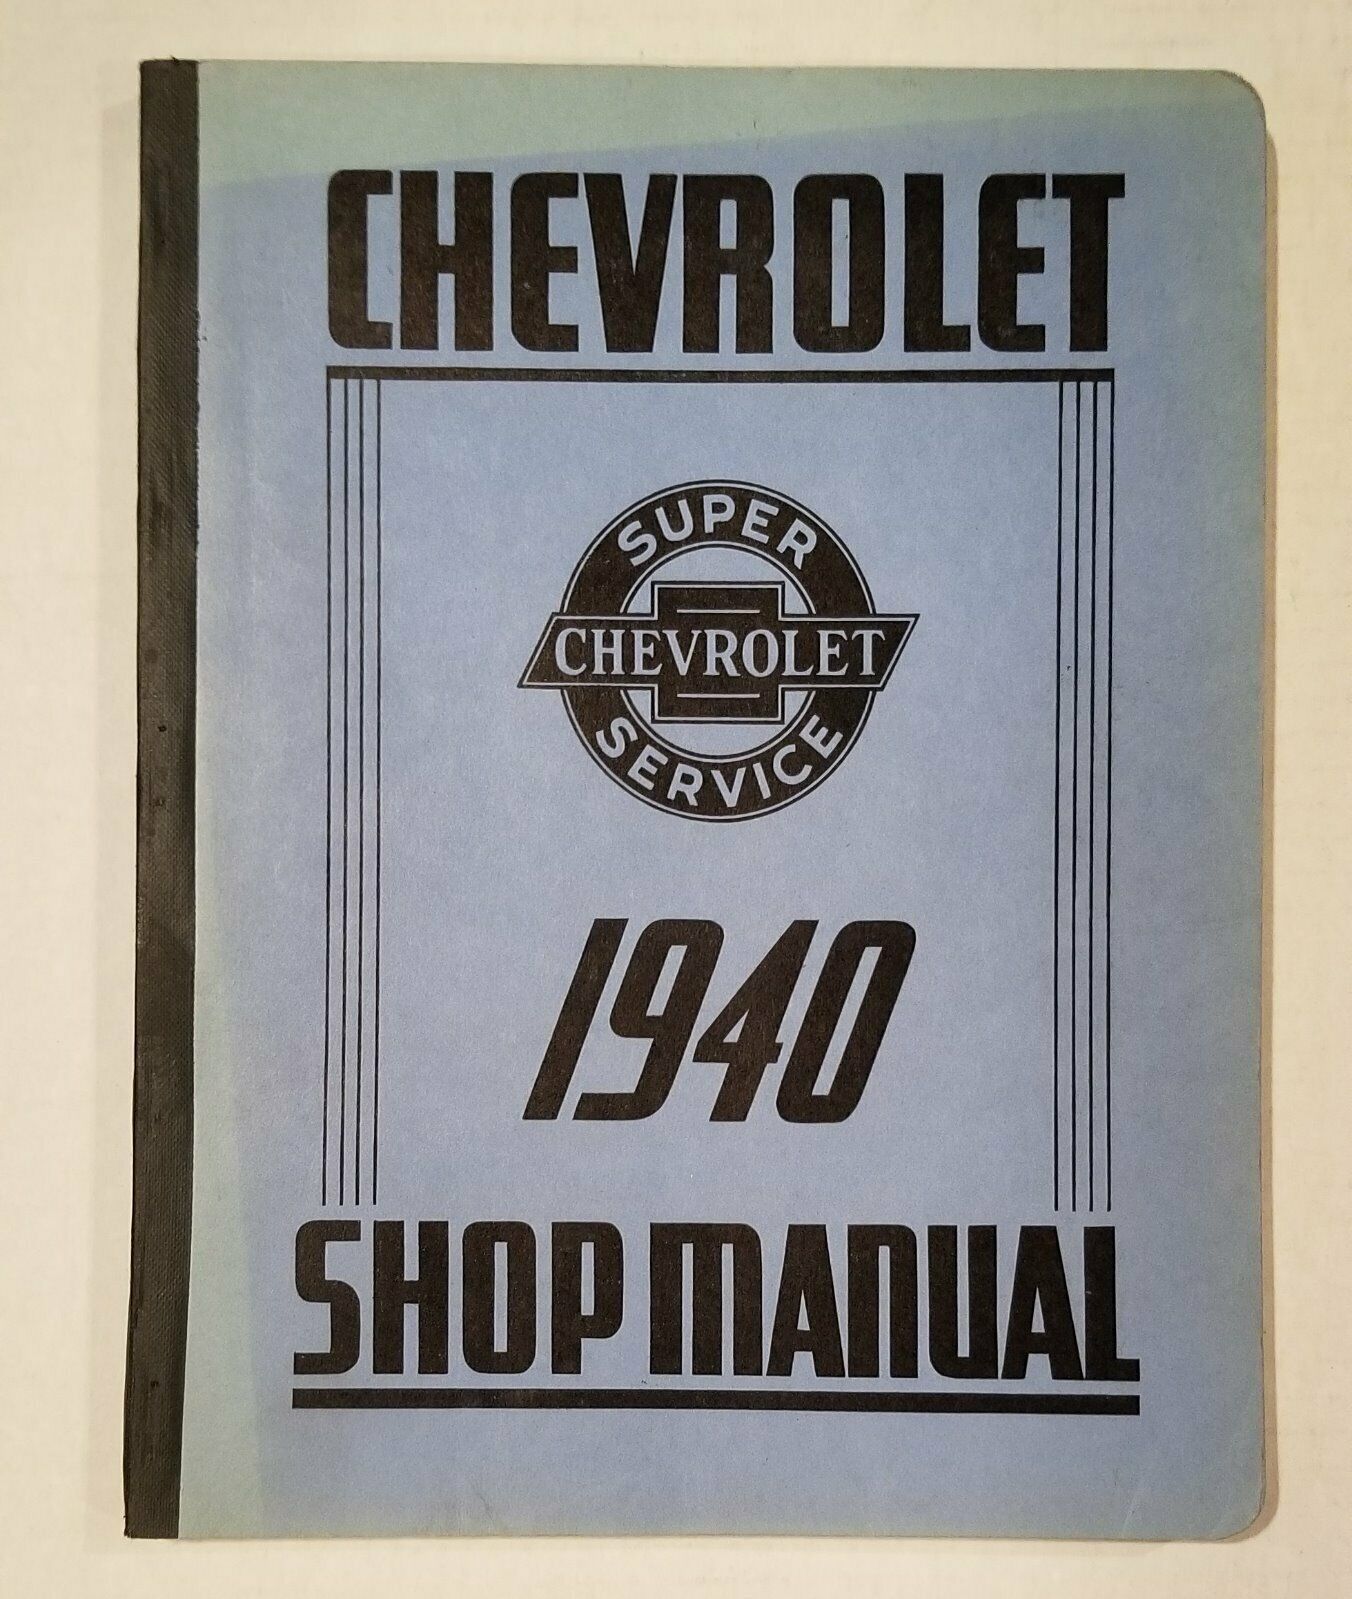 CHEVROLET
SUPER
CHEVROLET
SERVICE
1940
SHOP MANUAL